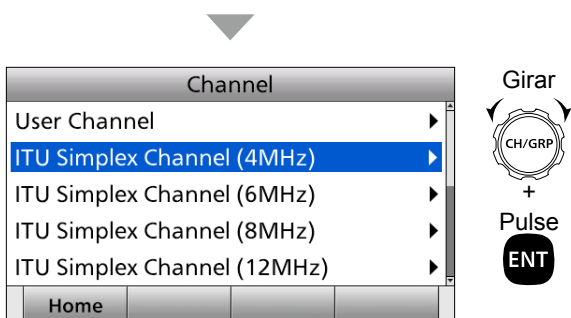 Channel
User Channel
ITU Simplex Channel (4MHz)
ITU Simplex Channel (6MHz)
ITU Simplex Channel (8MHz)
ITU Simplex Channel (12MHz)
Home
Girar
CH/GRP
+
Pulse
ENT